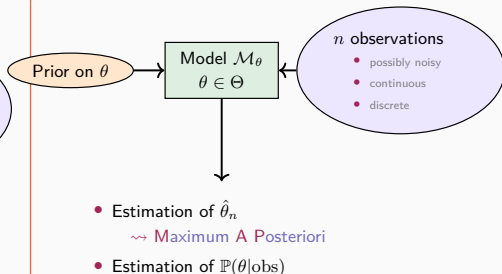 n observations
possibly noisy
continuous
discrete
Prior on θ
Model 𝓜_θ
θ ∈ Θ
Estimation of θ̂_n
⇝ Maximum A Posteriori
Estimation of ℙ(θ|obs)